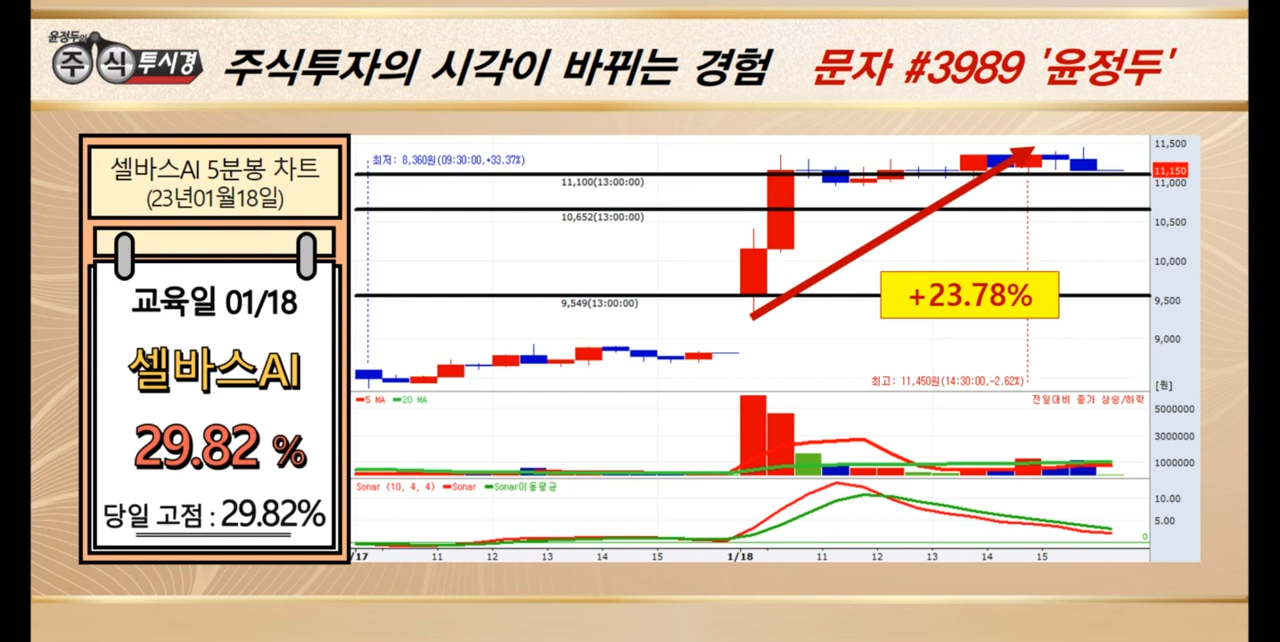 윤정두의
주식투시경
주식투자의 시각이 바뀌는 경험 문자 #3989 '윤정두'
셀바스AI 5분봉 차트
(23년01월18일)
교육일 01/18
셀바스AI
29.82 %
당일 고점 : 29.82%
최저: 8,360원(09:30:00,+33.37%)
11,100(13:00:00)
10,652(13:00:00)
9,549(13:00:00)
+23.78%
최고: 11,450원(14:30:00,-2.62%)
11,500
11,150
11,000
10,500
10,000
9,500
9,000
[원]
5 MA 20 MA
전일대비 종가 상승/하락
5000000
3000000
1000000
Sonar (10, 4, 4) Sonar Sonar이동평균
10.00
5.00
0
/17 11 12 13 14 15 1/18 11 12 13 14 15